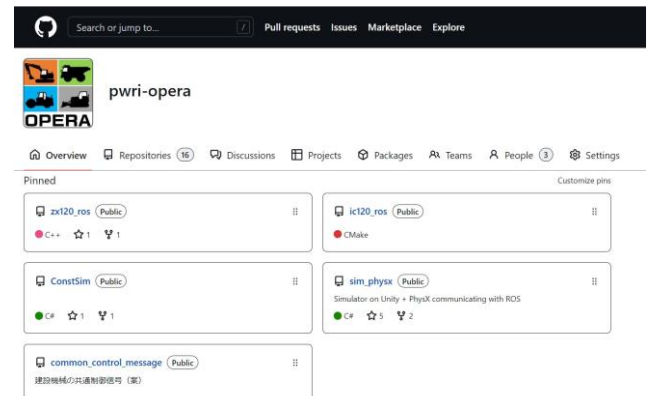 Search or jump to...
/
Pull requests Issues Marketplace Explore
OPERA
pwri-opera
Overview Repositories 16 Discussions Projects Packages Teams People 3 Settings
Pinned
Customize pins
zx120_ros Public
C++ 1 1
ic120_ros Public
CMake
ConstSim Public
C# 1 1
sim_physx Public
Simulator on Unity + PhysX communicating with ROS
C# 5 2
common_control_message Public
建設機械の共通制御信号（案）